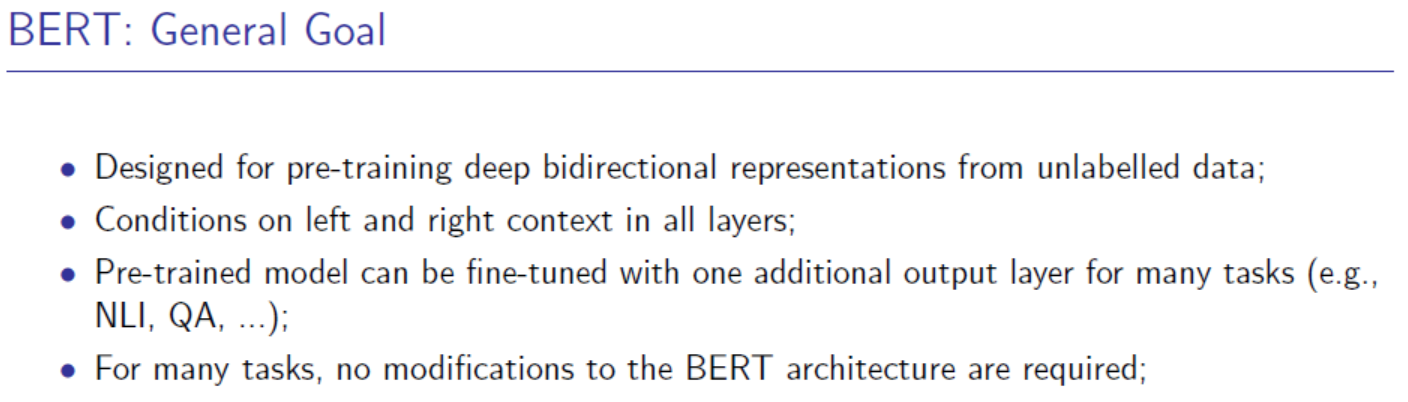 BERT: General Goal
• Designed for pre-training deep bidirectional representations from unlabelled data;
• Conditions on left and right context in all layers;
• Pre-trained model can be fine-tuned with one additional output layer for many tasks (e.g.,
NLI, QA, ...);
• For many tasks, no modifications to the BERT architecture are required;